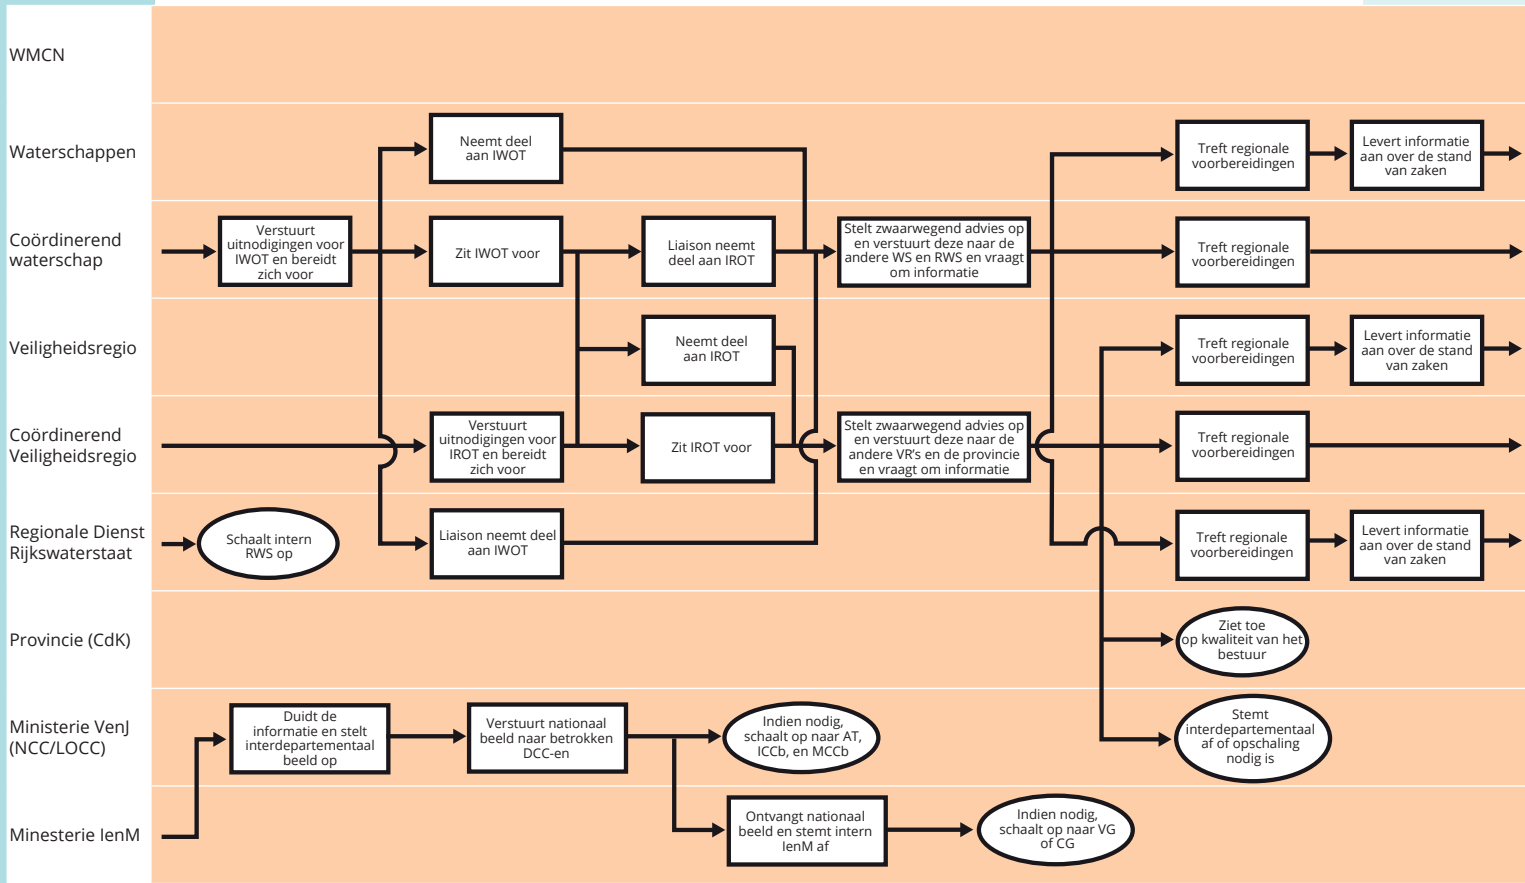 WMCN
Waterschappen
Neemt deel
aan IWOT
Treft regionale
voorbereidingen
Levert informatie
aan over de stand
van zaken
Coördinerend
waterschap
Verstuurt
uitnodigingen voor
IWOT en bereidt
zich voor
Zit IWOT voor
Liaison neemt
deel aan IROT
Stelt zwaarwegend advies op
en verstuurt deze naar de
andere WS en RWS en vraagt
om informatie
Treft regionale
voorbereidingen
Veiligheidsregio
Neemt deel
aan IROT
Treft regionale
voorbereidingen
Levert informatie
aan over de stand
van zaken
Coördinerend
Veiligheidsregio
Verstuurt
uitnodigingen voor
IROT en bereidt
zich voor
Zit IROT voor
Stelt zwaarwegend advies op
en verstuurt deze naar de
andere VR's en de provincie
en vraagt om informatie
Treft regionale
voorbereidingen
Regionale Dienst
Rijkswaterstaat
Schaalt intern
RWS op
Liaison neemt deel
aan IWOT
Treft regionale
voorbereidingen
Levert informatie
aan over de stand
van zaken
Provincie (CdK)
Ziet toe
op kwaliteit van het
bestuur
Ministerie VenJ
(NCC/LOCC)
Duidt de
informatie en stelt
interdepartementaal
beeld op
Verstuurt nationaal
beeld naar betrokken
DCC-en
Indien nodig,
schaalt op naar AT,
ICCb, en MCCb
Stemt
interdepartementaal
af of opschaling
nodig is
Minesterie IenM
Ontvangt nationaal
beeld en stemt intern
IenM af
Indien nodig,
schaalt op naar VG
of CG